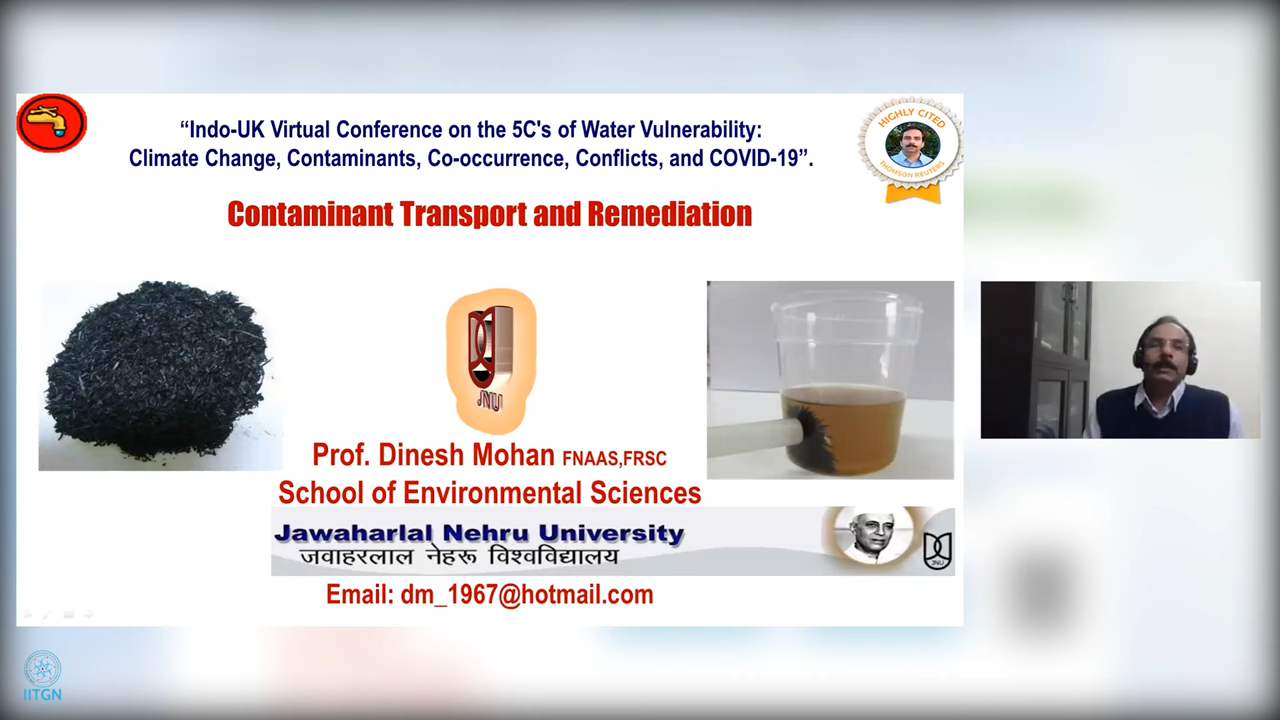 “Indo-UK Virtual Conference on the 5C's of Water Vulnerability:
Climate Change, Contaminants, Co-occurrence, Conflicts, and COVID-19”.
HIGHLY CITED
THOMSON REUTERS
Contaminant Transport and Remediation
JNU
Prof. Dinesh Mohan FNAAS,FRSC
School of Environmental Sciences
Jawaharlal Nehru University
जवाहरलाल नेहरू विश्वविद्यालय
JNU
Email: dm_1967@hotmail.com
IITGN